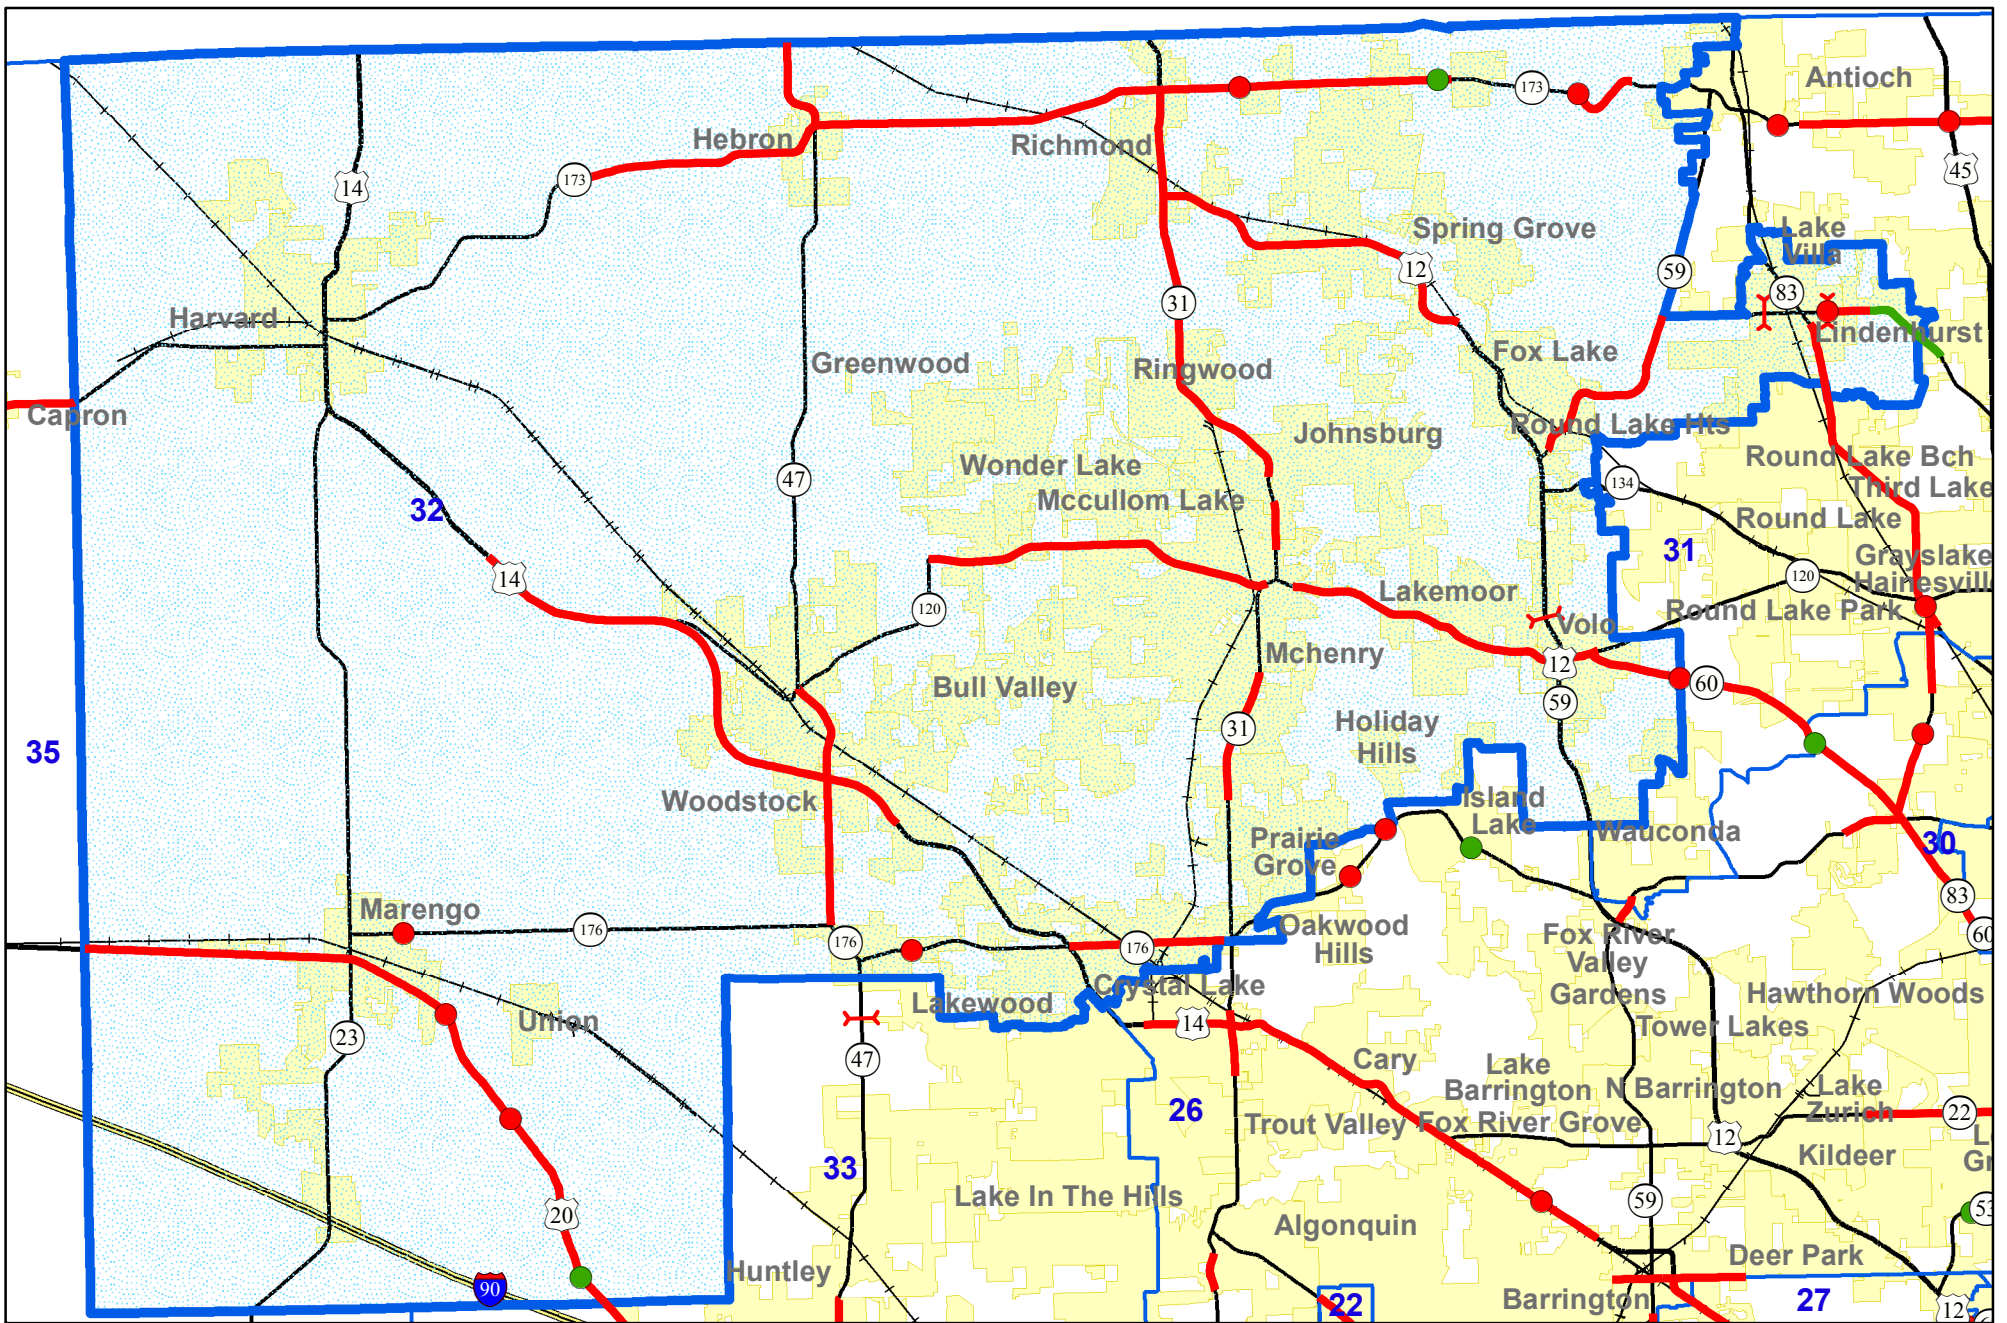 Antioch
173
Hebron
Richmond
45
173
14
Spring Grove
Lake
Villa
12
59
83
31
Harvard
Lindenhurst
Fox Lake
Greenwood
Ringwood
Capron
Round Lake Hts
Johnsburg
Round Lake Bch
Wonder Lake
47
134
Third Lake
Mccullom Lake
32
Round Lake
31
Grayslake
14
120
Hainesville
Lakemoor
120
Round Lake Park
Volo
Mchenry
12
60
Bull Valley
59
31
Holiday
Hills
35
Woodstock
Island
Lake
Wauconda
Prairie
Grove
30
83
Marengo
176
176
176
Oakwood
Hills
60
Fox River
Valley
Gardens
Crystal Lake
Lakewood
Hawthorn Woods
Union
14
Tower Lakes
23
47
Cary
Lake
Barrington
N Barrington
Lake
Zurich
26
22
Trout Valley
Fox River Grove
12
Kildeer
33
Lake In The Hills
59
20
53
Algonquin
Deer Park
Huntley
90
22
Barrington
27
12